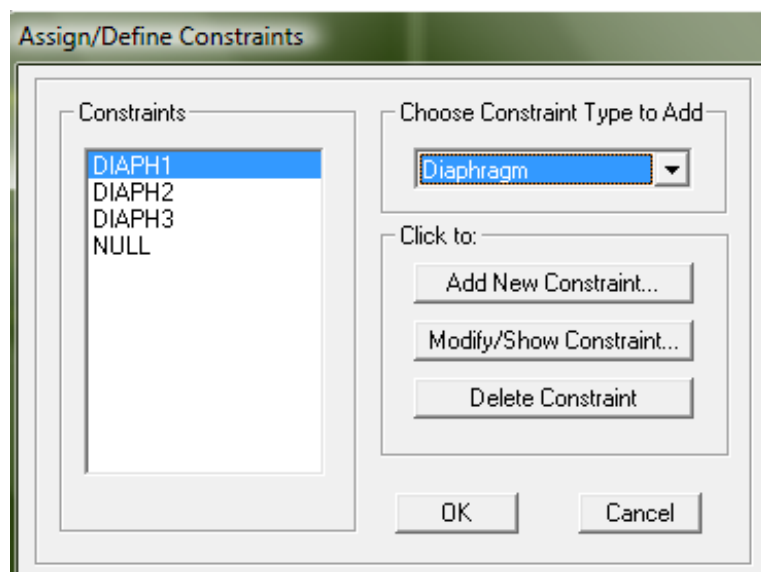 Assign/Define Constraints
Constraints
DIAPH1
DIAPH2
DIAPH3
NULL
Choose Constraint Type to Add
Diaphragm
Click to:
Add New Constraint...
Modify/Show Constraint...
Delete Constraint
OK
Cancel